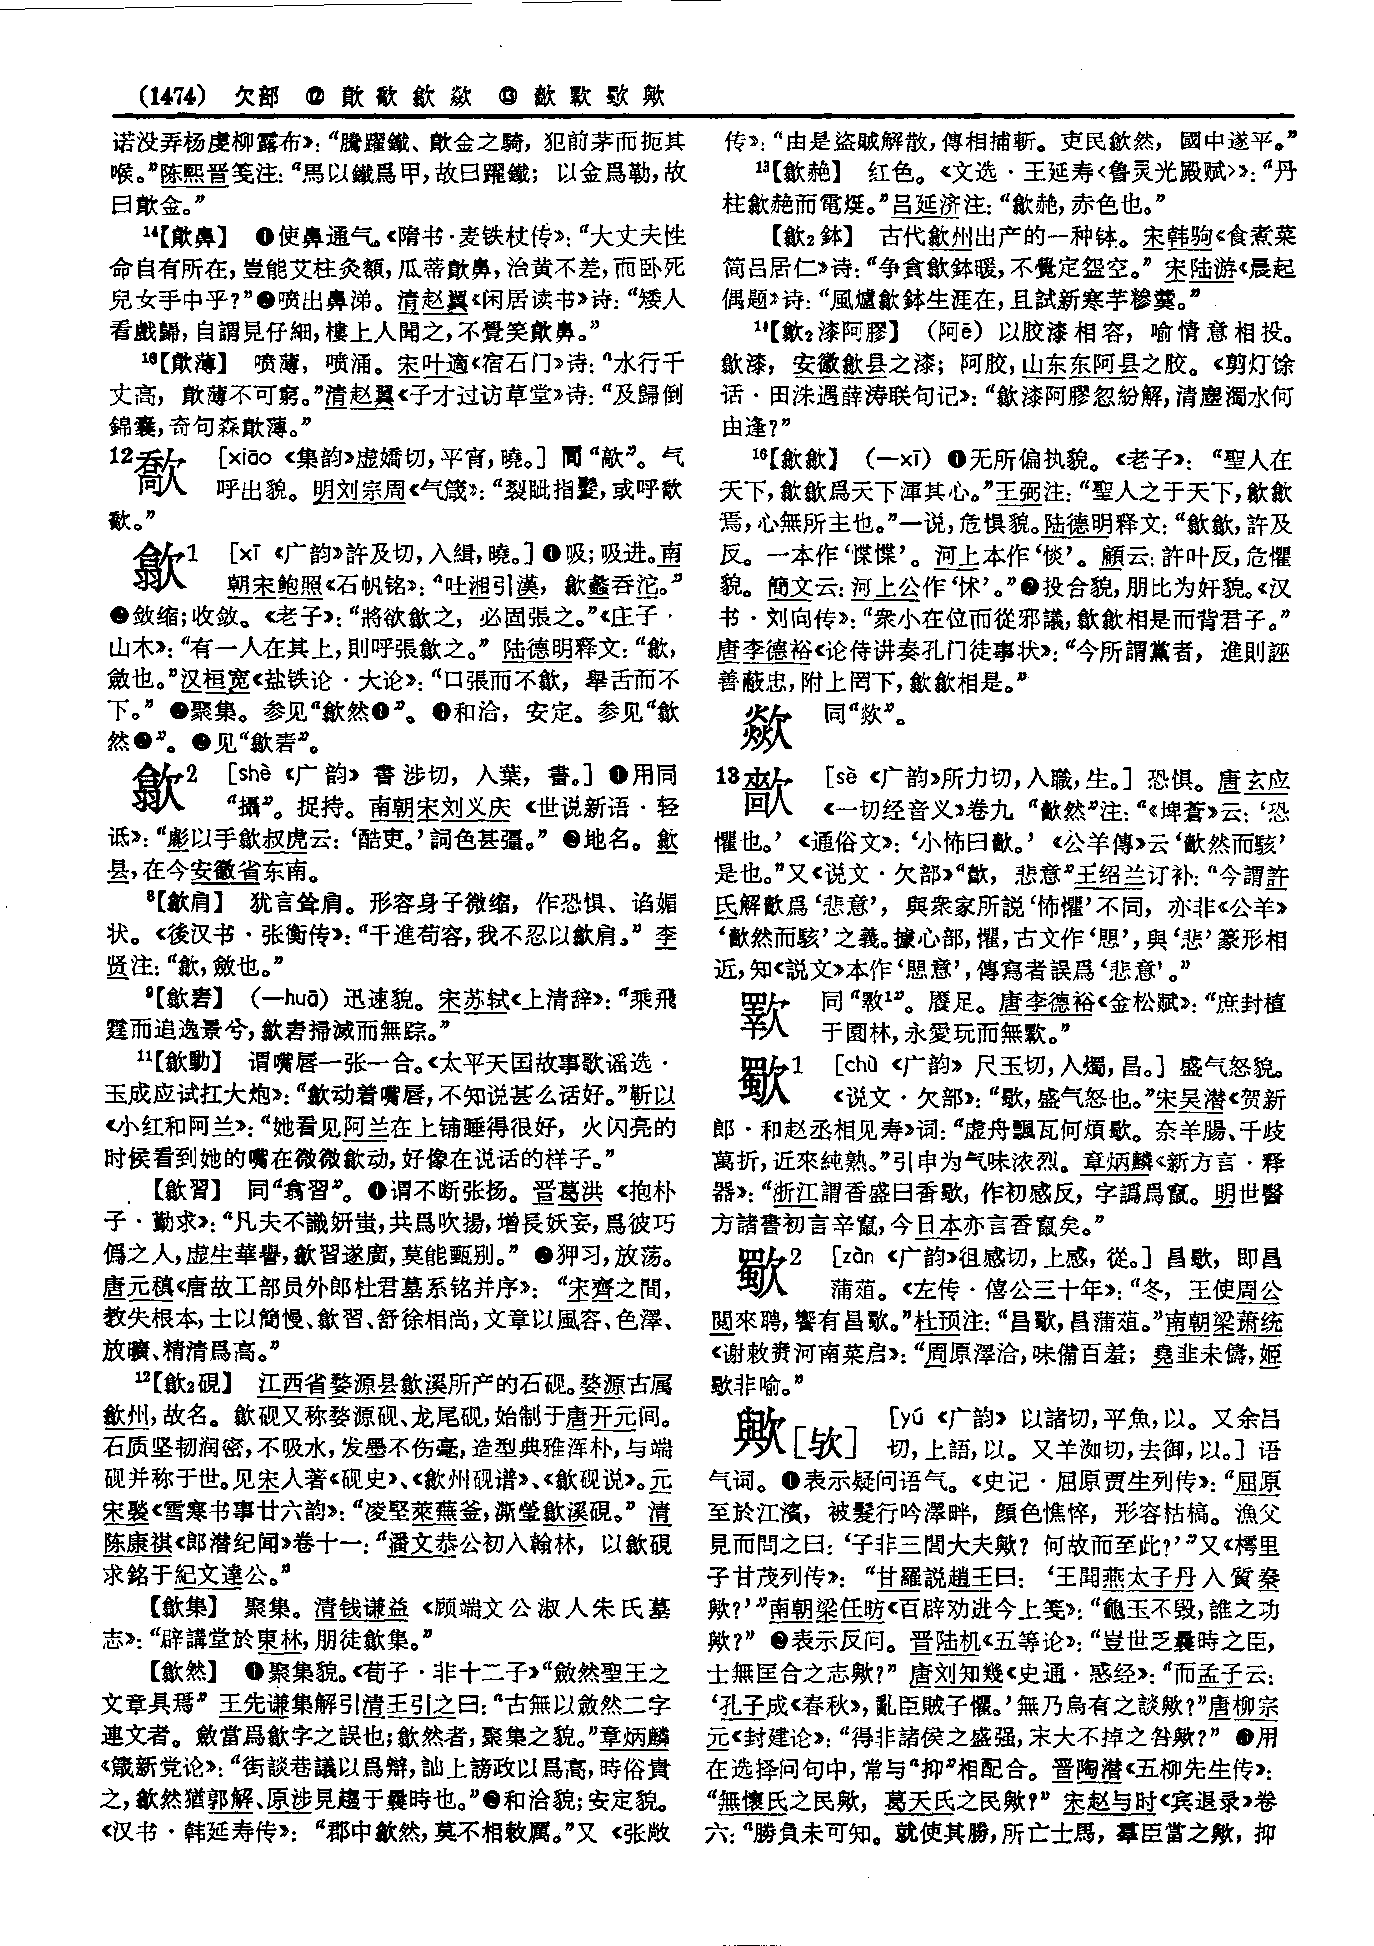 (1474) 欠部 ⓬ 歕歊歙歘 ⓭ 歃歝歜歟
诺没弄杨虔柳露布》：“騰躍鐵、歕金之騎，犯前茅而扼其
喉。”陈熙晋笺注：“馬以鐵爲甲，故曰躍鐵；以金爲勒，故
曰歕金。”
14【歕鼻】 ❶使鼻通气。《隋书·麦铁杖传》：“大丈夫性
命自有所在，豈能艾柱灸頞，瓜蒂歕鼻，治黄不差，而卧死
兒女手中乎？”❷喷出鼻涕。清赵翼《闲居读书》诗：“矮人
看戲歸，自謂見仔細，樓上人聞之，不覺笑歕鼻。”
16【歕薄】 喷薄，喷涌。宋叶適《宿石门》诗：“水行千
丈高，歕薄不可窮。”清赵翼《子才过访草堂》诗：“及歸倒
錦囊，奇句森歕薄。”
12 歊 [xiāo 《集韵》虚嬌切，平宵，曉。] 同“歊”。气
呼出貌。明刘宗周《气箴》：“裂眦指髮，或呼歊
歊。”
歙1 [xī 《广韵》許及切，入緝，曉。]❶吸；吸进。南
朝宋鲍照《石帆铭》：“吐湘引漢，歙蠡吞沱。”
❷敛缩；收敛。《老子》：“將欲歙之，必固張之。”《庄子·
山木》：“有一人在其上，則呼張歙之。”陆德明释文：“歙，
斂也。”汉桓宽《盐铁论·大论》：“口張而不歙，舉舌而不
下。”❸聚集。参见“歙然❶”。❹和洽，安定。参见“歙
然❷”。❺见“歙砉”。
歙2 [shè 《广韵》書涉切，入葉，書。] ❶用同
“攝”。捉持。南朝宋刘义庆《世说新语·轻
诋》：“彪以手歙叔虎云：‘酷吏。’詞色甚彊。”❷地名。歙
县，在今安徽省东南。
8【歙肩】 犹言耸肩。形容身子微缩，作恐惧、谄媚
状。《後汉书·张衡传》：“干進苟容，我不忍以歙肩。”李
贤注：“歙，斂也。”
9【歙砉】（—huā）迅速貌。宋苏轼《上清辞》：“乘飛
霆而追逸景兮，歙砉掃滅而無踪。”
11【歙動】 谓嘴唇一张一合。《太平天囯故事歌谣选·
玉成应试扛大炮》：“歙动着嘴唇，不知说甚么话好。”靳以
《小红和阿兰》：“她看见阿兰在上铺睡得很好，火闪亮的
时候看到她的嘴在微微歙动，好像在说话的样子。”
【歙習】 同“翕習”。❶谓不断张扬。晋葛洪《抱朴
子·勤求》：“凡夫不識妍蚩，共爲吹揚，增長妖妄，爲彼巧
僞之人，虚生華譽，歙習遂廣，莫能甄别。”❷狎习，放荡。
唐元稹《唐故工部员外郎杜君墓系铭并序》：“宋齊之間，
教失根本，士以簡慢、歙習、舒徐相尚，文章以風容、色澤、
放曠、精清爲高。”
12【歙2硯】 江西省婺源县歙溪所产的石砚。婺源古属
歙州，故名。歙砚又称婺源砚、龙尾砚，始制于唐开元间。
石质坚韧润密，不吸水，发墨不伤毫，造型典雅浑朴，与端
砚并称于世。见宋人著《砚史》、《歙州砚谱》、《歙砚说》。元
宋褧《雪寒书事廿六韵》：“凌堅萊蕪釜，澌瑩歙溪硯。”清
陈康祺《郎潜纪闻》卷十一：“潘文恭公初入翰林，以歙硯
求銘于紀文達公。”
【歙集】 聚集。清钱谦益《顾端文公淑人朱氏墓
志》：“辟講堂於東林，朋徒歙集。”
【歙然】 ❶聚集貌。《荀子·非十二子》“斂然聖王之
文章具焉”王先谦集解引清王引之曰：“古無以斂然二字
連文者。斂當爲歙字之誤也；歙然者，聚集之貌。”章炳麟
《箴新党论》：“街談巷議以爲辯，訕上謗政以爲高，時俗貴
之，歙然猶郭解、原涉見趨于曩時也。”❷和洽貌；安定貌。
《汉书·韩延寿传》：“郡中歙然，莫不相敕厲。”又《张敞
传》：“由是盜賊解散，傳相捕斬。吏民歙然，國中遂平。”
13【歙赩】 红色。《文选·王延寿〈鲁灵光殿赋〉》：“丹
柱歙赩而電烻。”吕延济注：“歙赩，赤色也。”
【歙2鉢】 古代歙州出产的一种钵。宋韩驹《食煮菜
简吕居仁》诗：“争貪歙鉢暖，不覺定盌空。”宋陆游《晨起
偶题》诗：“風爐歙鉢生涯在，且試新寒芋糝羹。”
14【歙2漆阿膠】（阿ē）以胶漆相容，喻情意相投。
歙漆，安徽歙县之漆；阿胶，山东东阿县之胶。《剪灯馀
话·田洙遇薛涛联句记》：“歙漆阿膠忽紛解，清塵濁水何
由逢？”
16【歙歙】（—xī）❶无所偏执貌。《老子》：“聖人在
天下，歙歙爲天下渾其心。”王弼注：“聖人之于天下，歙歙
焉，心無所主也。”一说，危惧貌。陆德明释文：“歙歙，許及
反。一本作‘惵惵’。河上本作‘惔’。顧云：許叶反，危懼
貌。簡文云：河上公作‘怵’。”❷投合貌，朋比为奸貌。《汉
书·刘向传》：“衆小在位而從邪議，歙歙相是而背君子。”
唐李德裕《论侍讲奏孔门徒事状》：“今所謂黨者，進則誣
善蔽忠，附上罔下，歙歙相是。”
歘 同“欻”。
13 歃 [sè 《广韵》所力切，入職，生。] 恐惧。唐玄应
《一切经音义》卷九“歃然”注：“《埤蒼》云：‘恐
懼也。’《通俗文》：‘小怖曰歃。’《公羊傳》云‘歃然而駭’
是也。”又《说文·欠部》“歃，悲意”王绍兰订补：“今謂許
氏解歃爲‘悲意’，與衆家所説‘怖懼’不同，亦非《公羊》
‘歃然而駭’之義。據心部，懼，古文作‘愳’，與‘悲’篆形相
近，知《説文》本作‘愳意’，傳寫者誤爲‘悲意’。”
歝 同“斁1”。厭足。唐李德裕《金松赋》：“庶封植
于園林，永愛玩而無歝。”
歜1 [chù 《广韵》尺玉切，入燭，昌。] 盛气怒貌。
《说文·欠部》：“歜，盛气怒也。”宋吴潜《贺新
郎·和赵丞相见寿》词：“虚舟飄瓦何煩歜。奈羊腸、千歧
萬折，近來純熟。”引申为气味浓烈。章炳麟《新方言·释
器》：“浙江謂香盛曰香歜，作初感反，字譌爲竄。明世醫
方諸書初言辛竄，今日本亦言香竄矣。”
歜2 [zàn 《广韵》徂感切，上感，從。] 昌歜，即昌
蒲菹。《左传·僖公三十年》：“冬，王使周公
閲來聘，饗有昌歜。”杜预注：“昌歜，昌蒲菹。”南朝梁萧统
《谢敕赉河南菜启》：“周原澤洽，味備百羞；堯韭未儔，姬
歜非喻。”
歟[欤] [yú 《广韵》以諸切，平魚，以。又余吕
切，上語，以。又羊洳切，去御，以。] 语
气词。❶表示疑问语气。《史记·屈原贾生列传》：“屈原
至於江濱，被髮行吟澤畔，顔色憔悴，形容枯槁。漁父
見而問之曰：‘子非三閭大夫歟？何故而至此？’”又《樗里
子甘茂列传》：“甘羅説趙王曰：‘王聞燕太子丹入質秦
歟？’”南朝梁任昉《百辟劝进今上笺》：“龜玉不毀，誰之功
歟？”❷表示反问。晋陆机《五等论》：“豈世乏曩時之臣，
士無匡合之志歟？”唐刘知幾《史通·惑经》：“而孟子云：
‘孔子成《春秋》，亂臣賊子懼。’無乃烏有之談歟？”唐柳宗
元《封建论》：“得非諸侯之盛强，末大不掉之咎歟？”❸用
在选择问句中，常与“抑”相配合。晋陶潜《五柳先生传》：
“無懷氏之民歟，葛天氏之民歟？”宋赵与时《宾退录》卷
六：“勝負未可知。就使其勝，所亡士馬，羣臣當之歟，抑